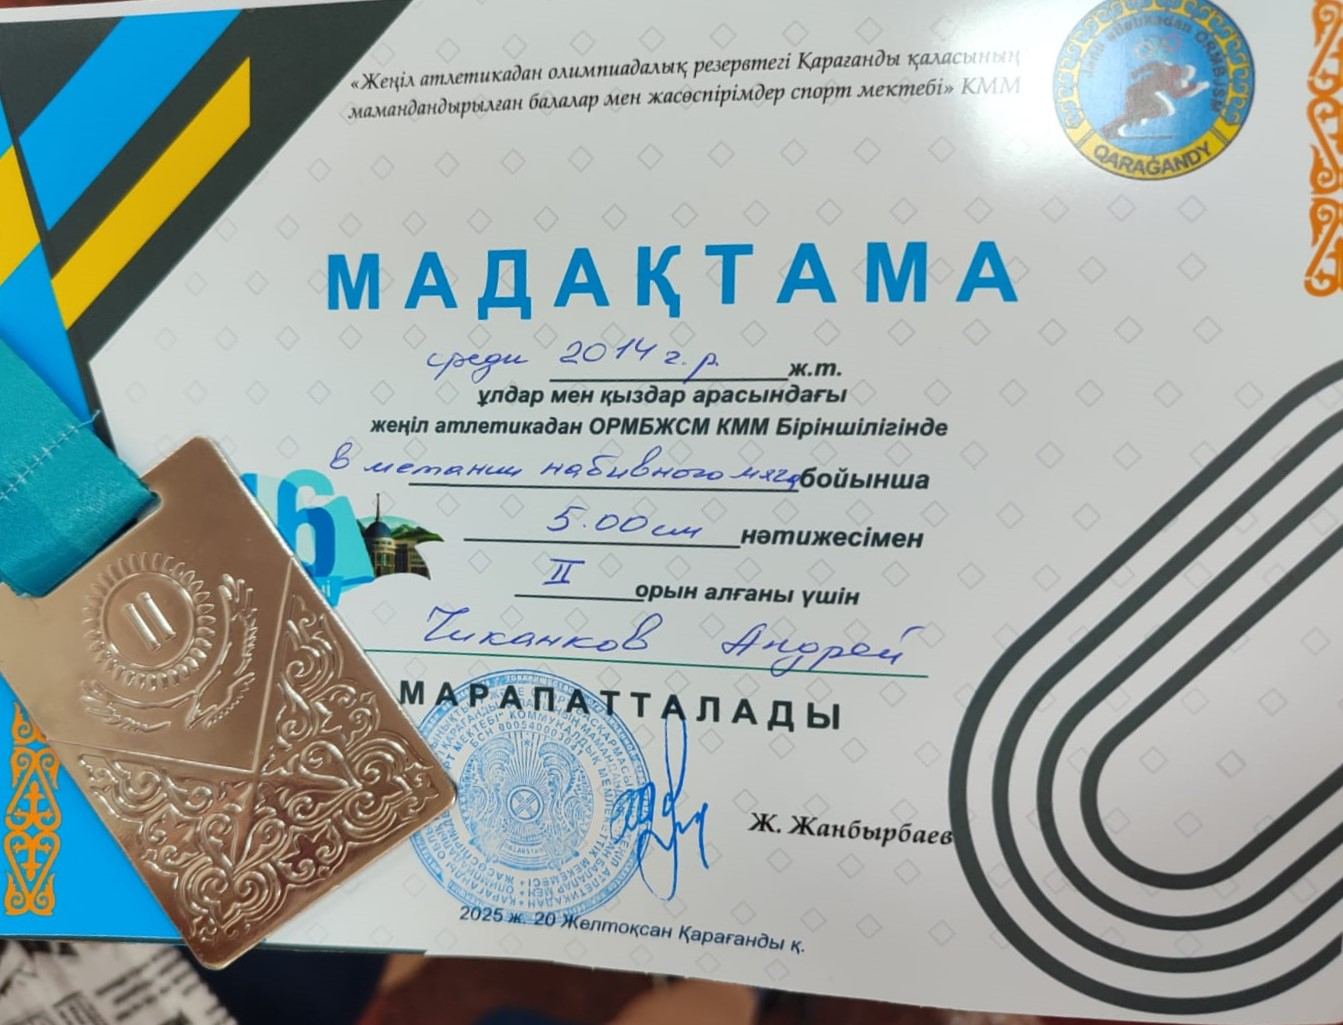 «Жеңіл атлетикадан олимпиадалық резервтегі Қарағанды қаласының
мамандандырылған балалар мен жасөспірімдер спорт мектебі» КММ
QARAĞANDY
МАДАҚТАМА
среди 2014 г.р. ж.т.
ұлдар мен қыздар арасындағы
жеңіл атлетикадан ОРМБЖСМ КММ Біріншілігінде
в метании набивного мяча бойынша
5.00 см нәтижесімен
II орын алғаны үшін
Чиканков Андрей
МАРАПАТТАЛАДЫ
Ж. Жанбырбаев
2025 ж. 20 Желтоқсан Қарағанды қ.
II